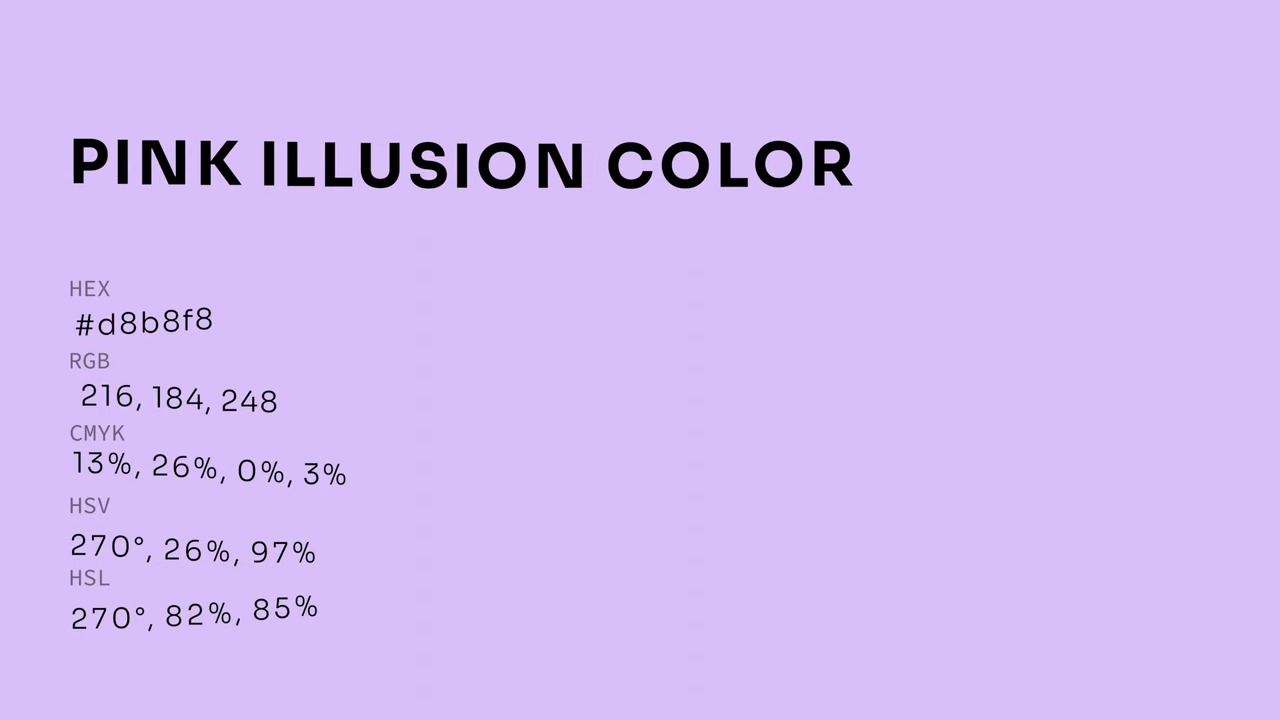 PINK ILLUSION COLOR
HEX
#d8b8f8
RGB
216, 184, 248
CMYK
13%, 26%, 0%, 3%
HSV
270°, 26%, 97%
HSL
270°, 82%, 85%